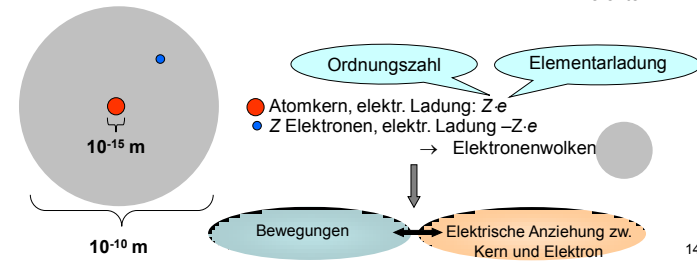 Ordnungszahl
Elementarladung
Atomkern, elektr. Ladung: Z·e
Z Elektronen, elektr. Ladung –Z·e
→ Elektronenwolken
10⁻¹⁵ m
10⁻¹⁰ m
Bewegungen
Elektrische Anziehung zw.
Kern und Elektron
14